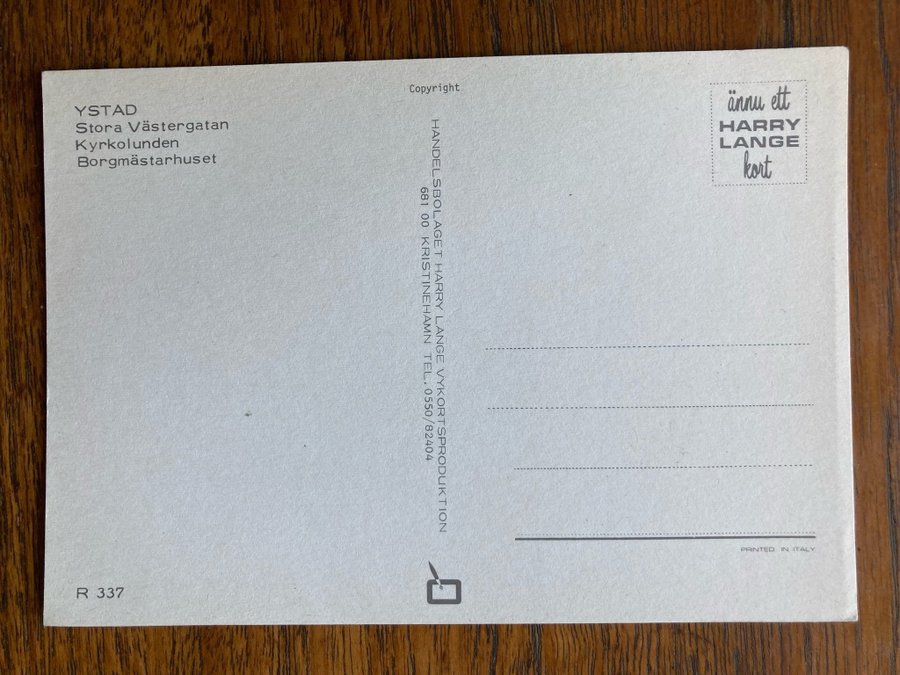 YSTAD
Stora Västergatan
Kyrkolunden
Borgmästarhuset
R 337
Copyright
HANDELSBOLAGET HARRY LANGE VYKORTSPRODUKTION
681 00 KRISTINEHAMN TEL. 0550/82404
ännu ett
HARRY
LANGE
kort
PRINTED IN ITALY